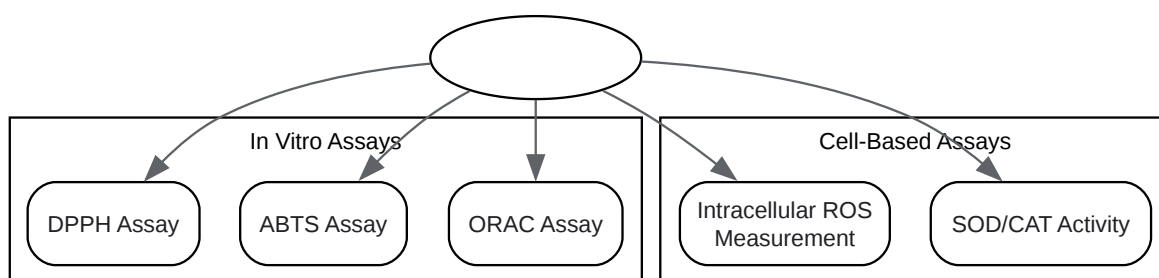 In Vitro Assays
Cell-Based Assays
DPPH Assay
ABTS Assay
ORAC Assay
Intracellular ROS
Measurement
SOD/CAT Activity